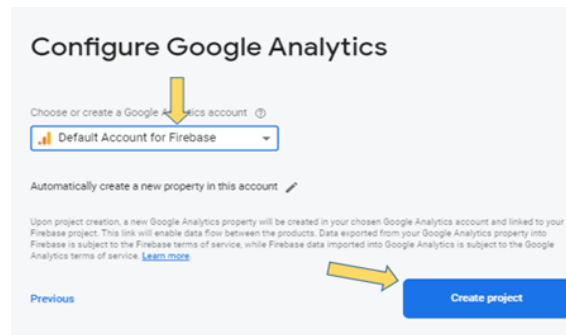 Configure Google Analytics
Choose or create a Google Analytics account
Default Account for Firebase
Automatically create a new property in this account
Upon project creation, a new Google Analytics property will be created in your chosen Google Analytics account and linked to your
Firebase project. This link will enable data flow between the products. Data exported from your Google Analytics property into
Firebase is subject to the Firebase terms of service, while Firebase data imported into Google Analytics is subject to the Google
Analytics terms of service. Learn more.
Previous
Create project